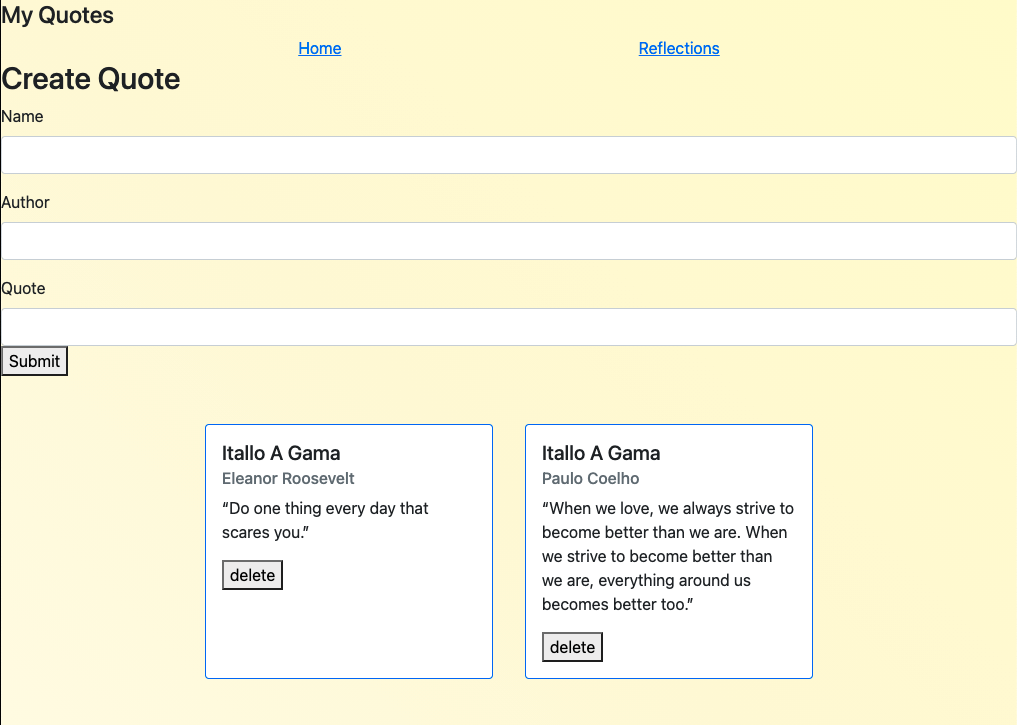 My Quotes
Home Reflections
Create Quote
Name
Author
Quote
Submit
Itallo A Gama
Eleanor Roosevelt
“Do one thing every day that
scares you.”
delete
Itallo A Gama
Paulo Coelho
“When we love, we always strive to
become better than we are. When
we strive to become better than
we are, everything around us
becomes better too.”
delete